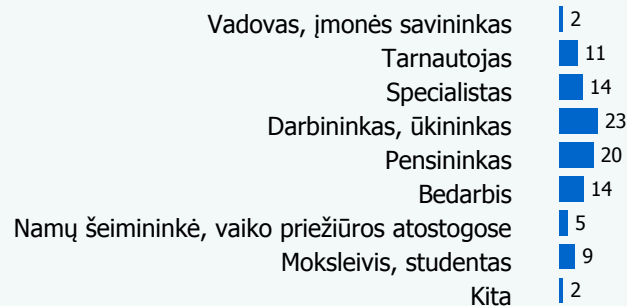 Vadovas, įmonės savininkas 2
Tarnautojas 11
Specialistas 14
Darbininkas, ūkininkas 23
Pensininkas 20
Bedarbis 14
Namų šeimininkė, vaiko priežiūros atostogose 5
Moksleivis, studentas 9
Kita 2